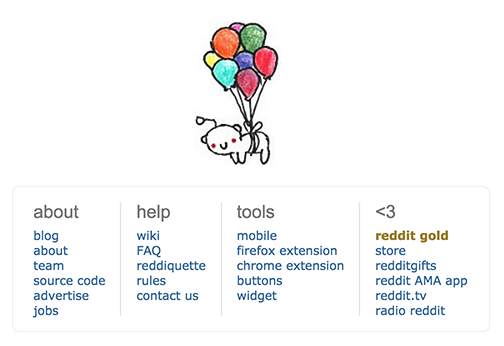 about
blog
about
team
source code
advertise
jobs
help
wiki
FAQ
reddiquette
rules
contact us
tools
mobile
firefox extension
chrome extension
buttons
widget
<3
reddit gold
store
redditgifts
reddit AMA app
reddit.tv
radio reddit